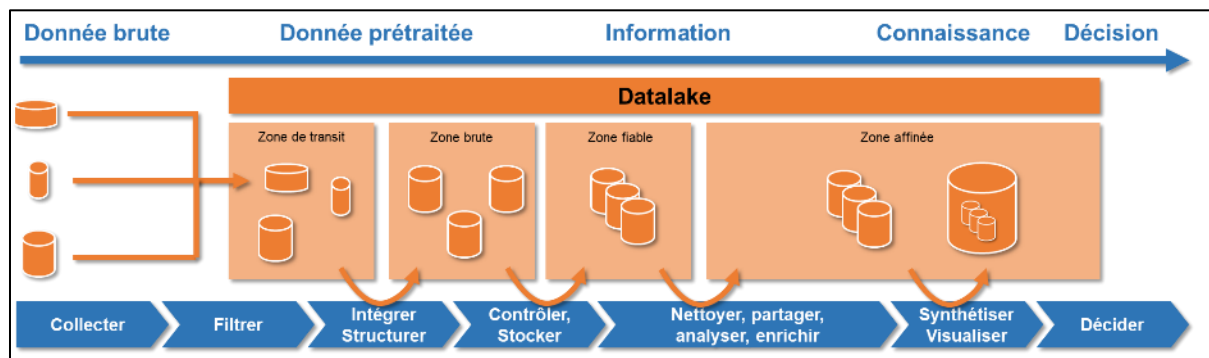 Donnée brute
Donnée prétraitée
Information
Connaissance
Décision
Datalake
Zone de transit
Zone brute
Zone fiable
Zone affinée
Collecter
Filtrer
Intégrer
Structurer
Contrôler,
Stocker
Nettoyer, partager,
analyser, enrichir
Synthétiser
Visualiser
Décider